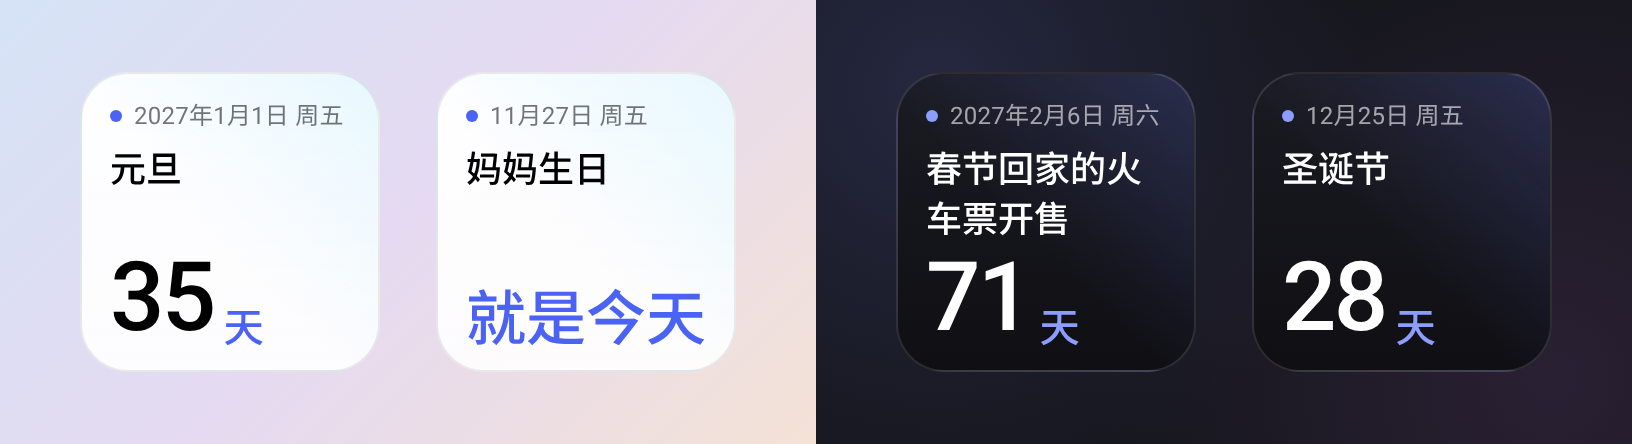 2027年1月1日 周五
元旦
35 天
11月27日 周五
妈妈生日
就是今天
2027年2月6日 周六
春节回家的火
车票开售
71 天
12月25日 周五
圣诞节
28 天